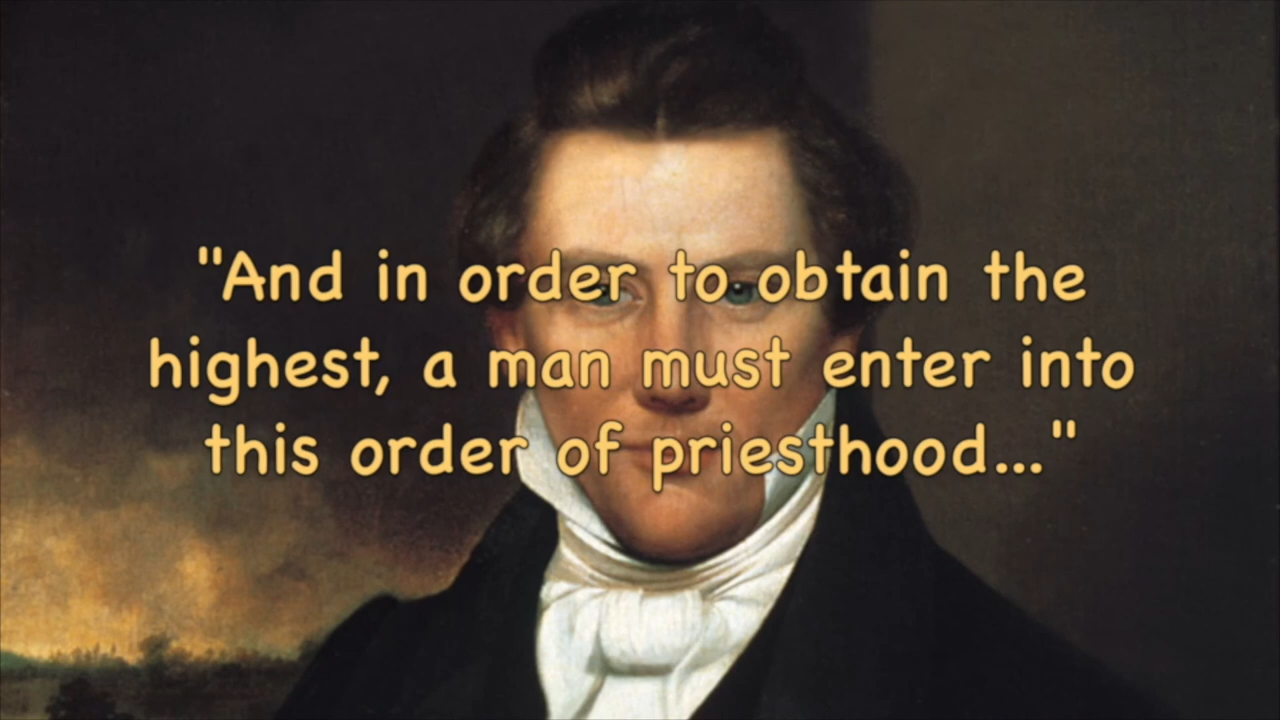 "And in order to obtain the
highest, a man must enter into
this order of priesthood..."